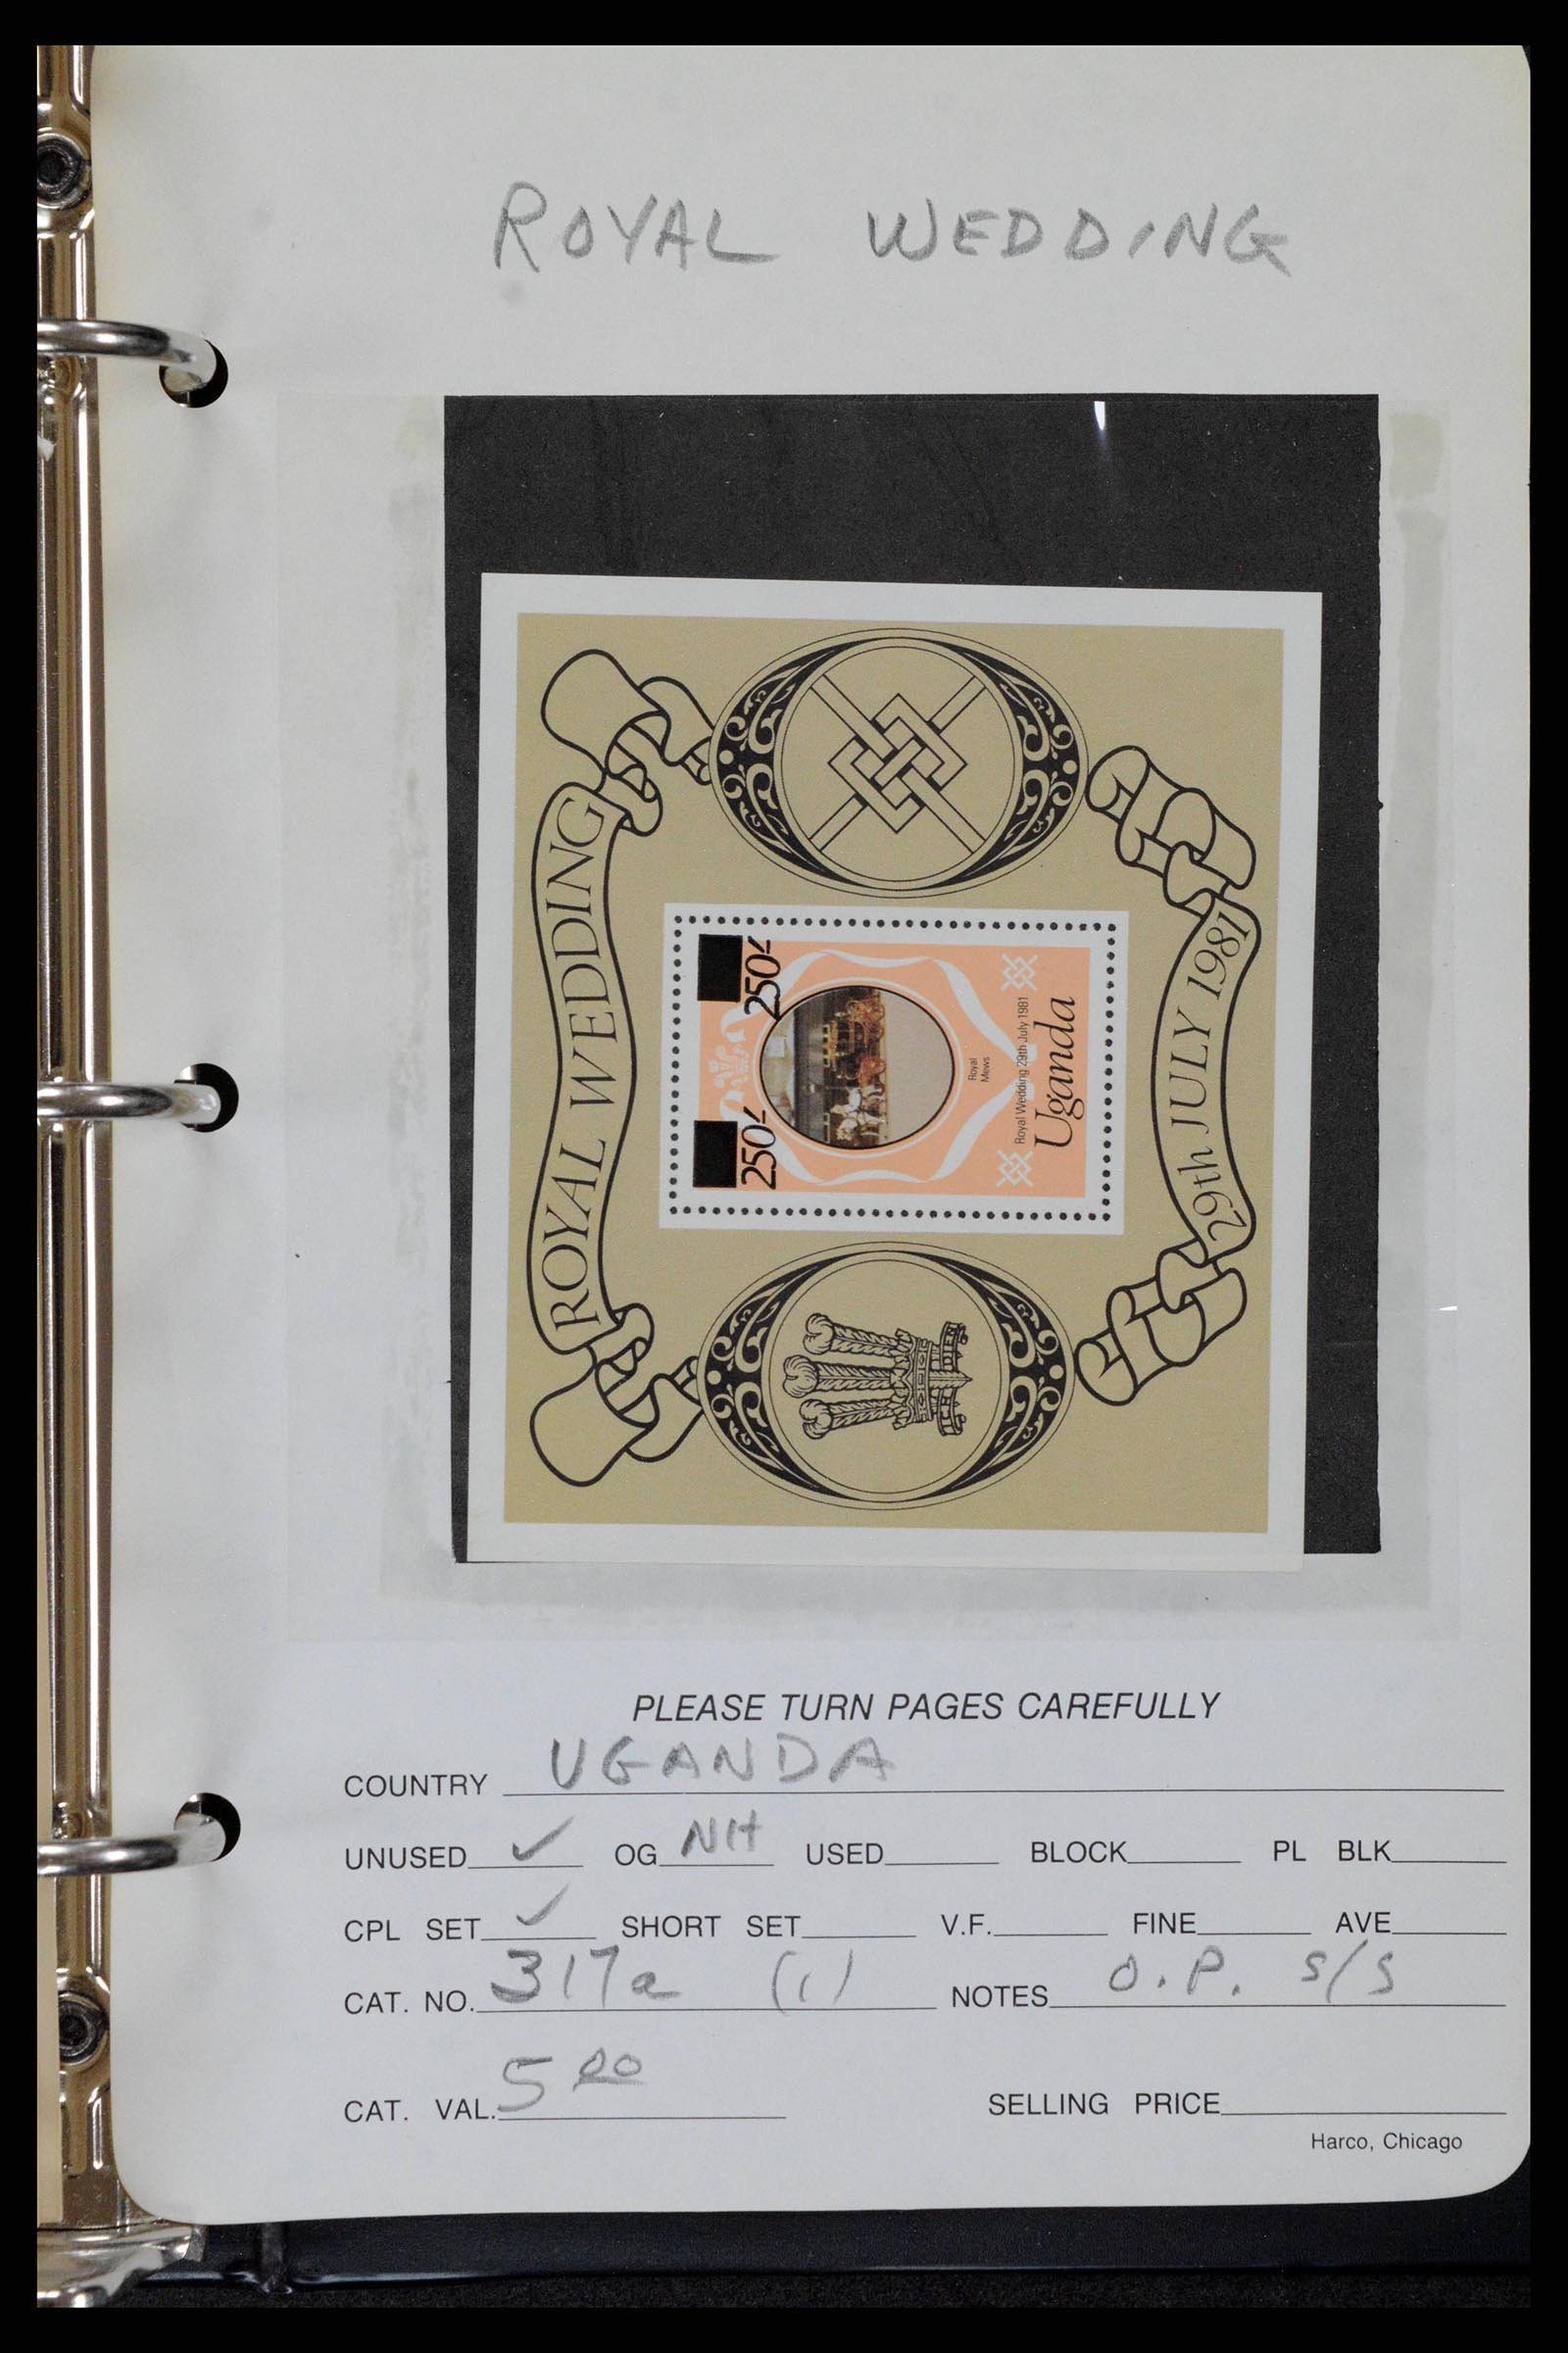 ROYAL WEDDING
ROYAL WEDDING
250/-
250/-
Royal
Mews
Royal Wedding 29th July 1981
Uganda
29th JULY 1981
PLEASE TURN PAGES CAREFULLY
COUNTRY UGANDA
UNUSED ✓ OG NH USED BLOCK PL BLK
CPL SET ✓ SHORT SET V.F. FINE AVE
CAT. NO. 317a (1) NOTES O.P. S/S
CAT. VAL. 5 00 SELLING PRICE
Harco, Chicago